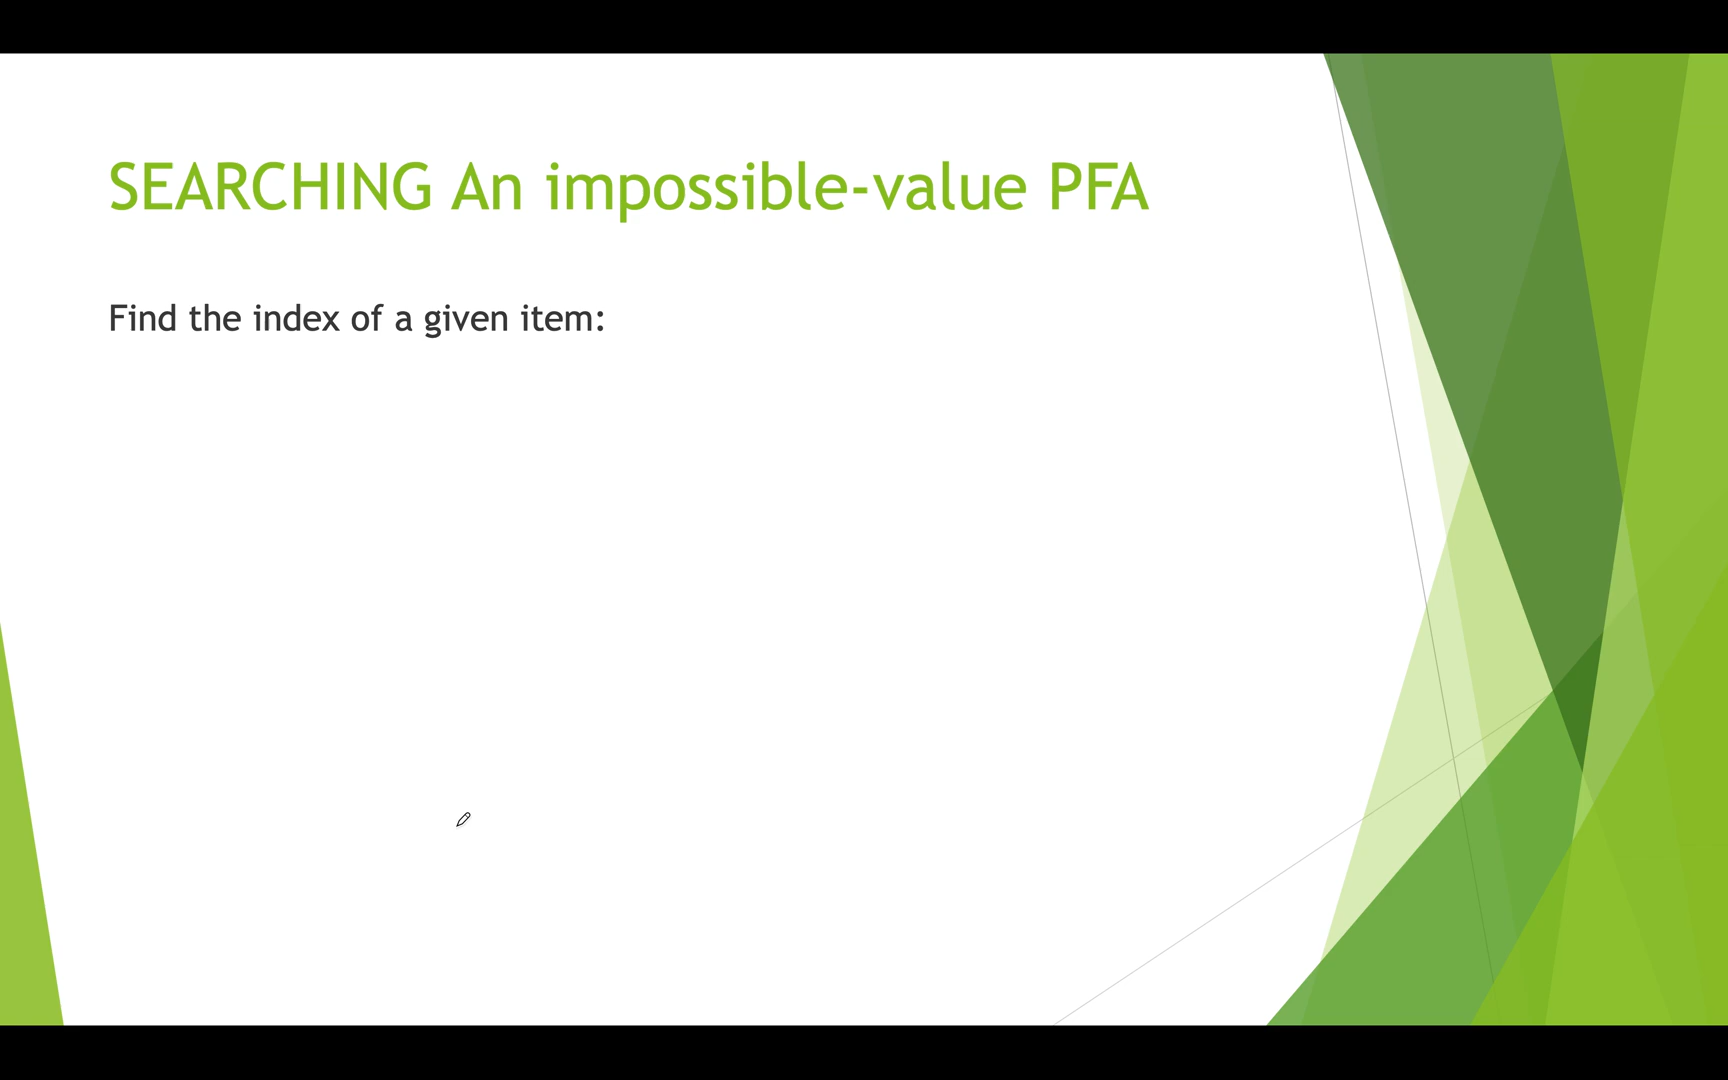 SEARCHING An impossible-value PFA
Find the index of a given item: